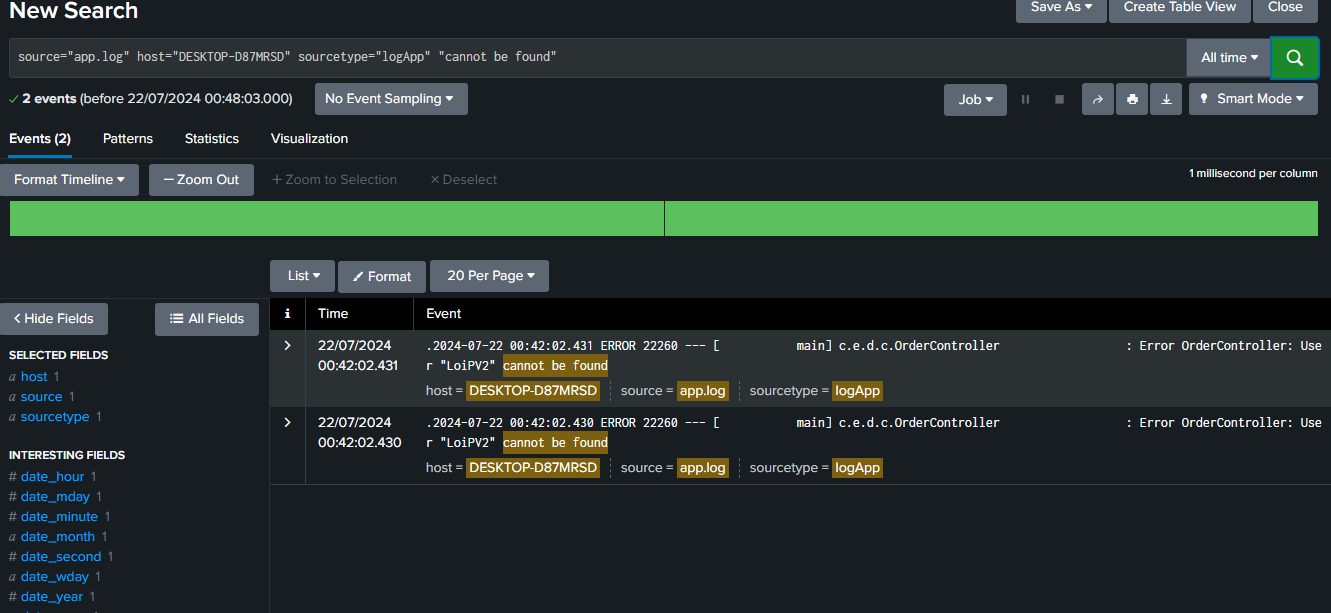 New Search
Save As
Create Table View
Close
source="app.log" host="DESKTOP-D87MRSD" sourcetype="logApp" "cannot be found"
All time
2 events (before 22/07/2024 00:48:03.000)
No Event Sampling
Job
Smart Mode
Events (2)
Patterns
Statistics
Visualization
Format Timeline
— Zoom Out
+ Zoom to Selection
× Deselect
1 millisecond per column
List
Format
20 Per Page
< Hide Fields
All Fields
SELECTED FIELDS
a host 1
a source 1
a sourcetype 1
INTERESTING FIELDS
# date_hour 1
# date_mday 1
# date_minute 1
a date_month 1
# date_second 1
a date_wday 1
# date_year 1
i Time Event
> 22/07/2024
00:42:02.431
.2024-07-22 00:42:02.431 ERROR 22260 --- [ main] c.e.d.c.OrderController : Error OrderController: Use
r "LoiPV2" cannot be found
host = DESKTOP-D87MRSD source = app.log sourcetype = logApp
> 22/07/2024
00:42:02.430
.2024-07-22 00:42:02.430 ERROR 22260 --- [ main] c.e.d.c.OrderController : Error OrderController: Use
r "LoiPV2" cannot be found
host = DESKTOP-D87MRSD source = app.log sourcetype = logApp